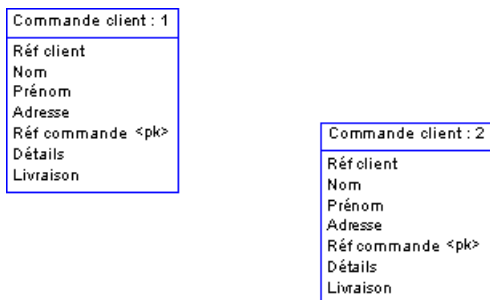 Commande client : 1
Réf client
Nom
Prénom
Adresse
Réf commande <pk>
Détails
Livraison
Commande client : 2
Réf client
Nom
Prénom
Adresse
Réf commande <pk>
Détails
Livraison